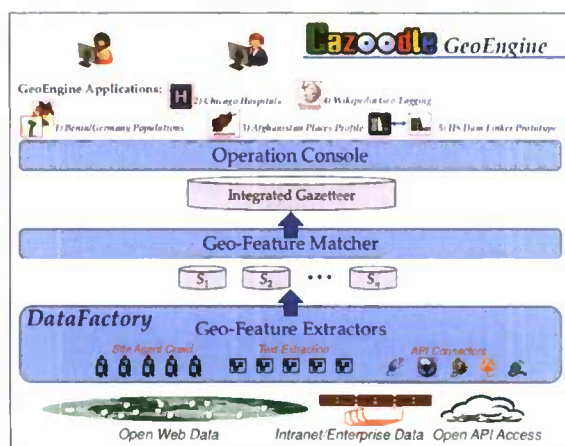 Cazoodle GeoEngine
GeoEngine Applications:
2) Chicago Hospitals
4) Wikipedia Geo Tagging
1) Benin/Germany Populations
3) Afghanistan Places Profile
5) HS Dam Linker Prototype
Operation Console
Integrated Gazetteer
Geo-Feature Matcher
S1 S2 ••• Sn
DataFactory
Geo-Feature Extractors
Site Agent Crawl
Text Extraction
API Connectors
Open Web Data
Intranet/Enterprise Data
Open API Access